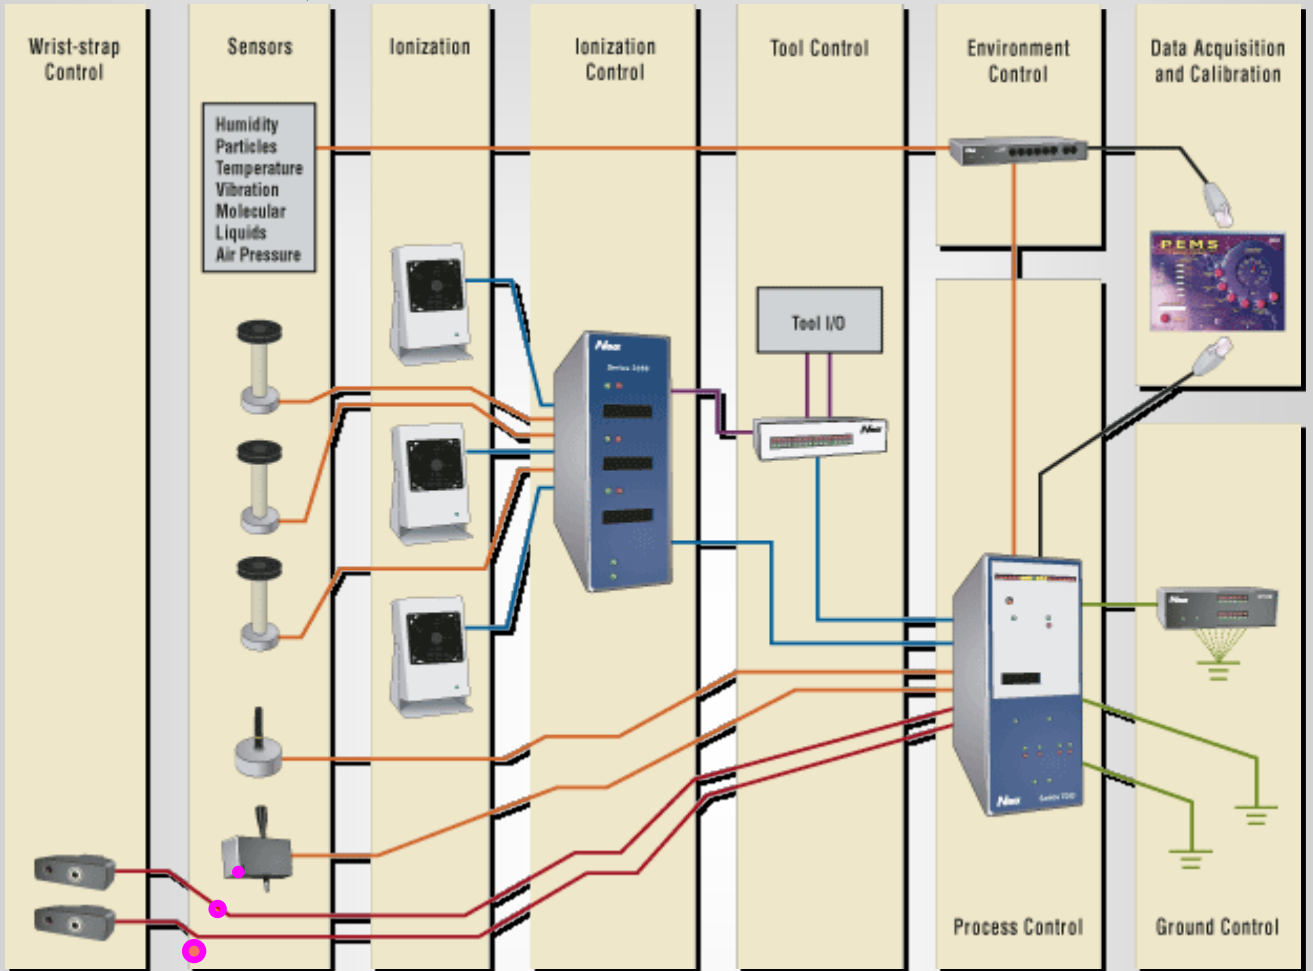 Wrist-strap
Control
Sensors
Ionization
Ionization
Control
Tool Control
Environment
Control
Data Acquisition
and Calibration
Humidity
Particles
Temperature
Vibration
Molecular
Liquids
Air Pressure
PEMS
Tool I/O
Process Control
Ground Control